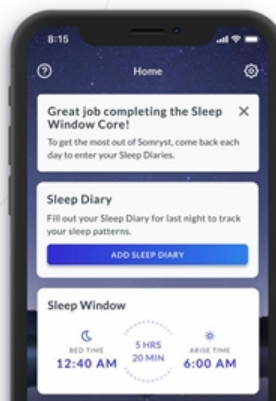 8:15
Home
Great job completing the Sleep
Window Core!
To get the most out of Somryst, come back each
day to enter your Sleep Diaries.
Sleep Diary
Fill out your Sleep Diary for last night to track
your sleep patterns.
ADD SLEEP DIARY
Sleep Window
BED TIME
12:40 AM
5 HRS
20 MIN
ARISE TIME
6:00 AM